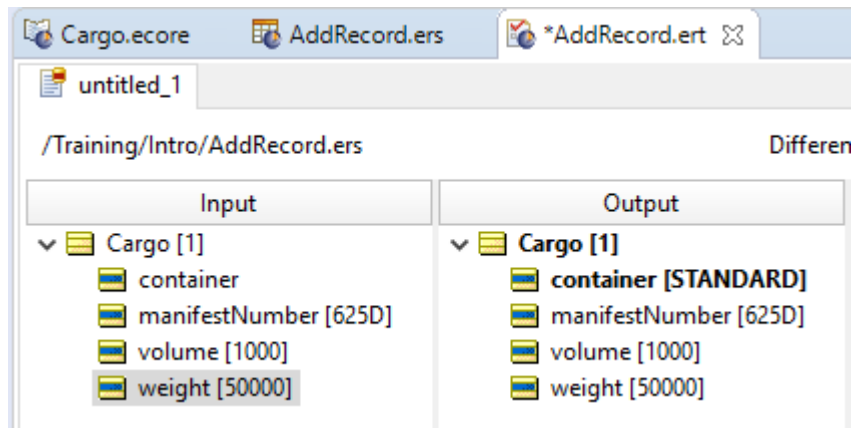 Cargo.ecore AddRecord.ers *AddRecord.ert
untitled_1
/Training/Intro/AddRecord.ers Differen
Input Output
Cargo [1] Cargo [1]
container container [STANDARD]
manifestNumber [625D] manifestNumber [625D]
volume [1000] volume [1000]
weight [50000] weight [50000]